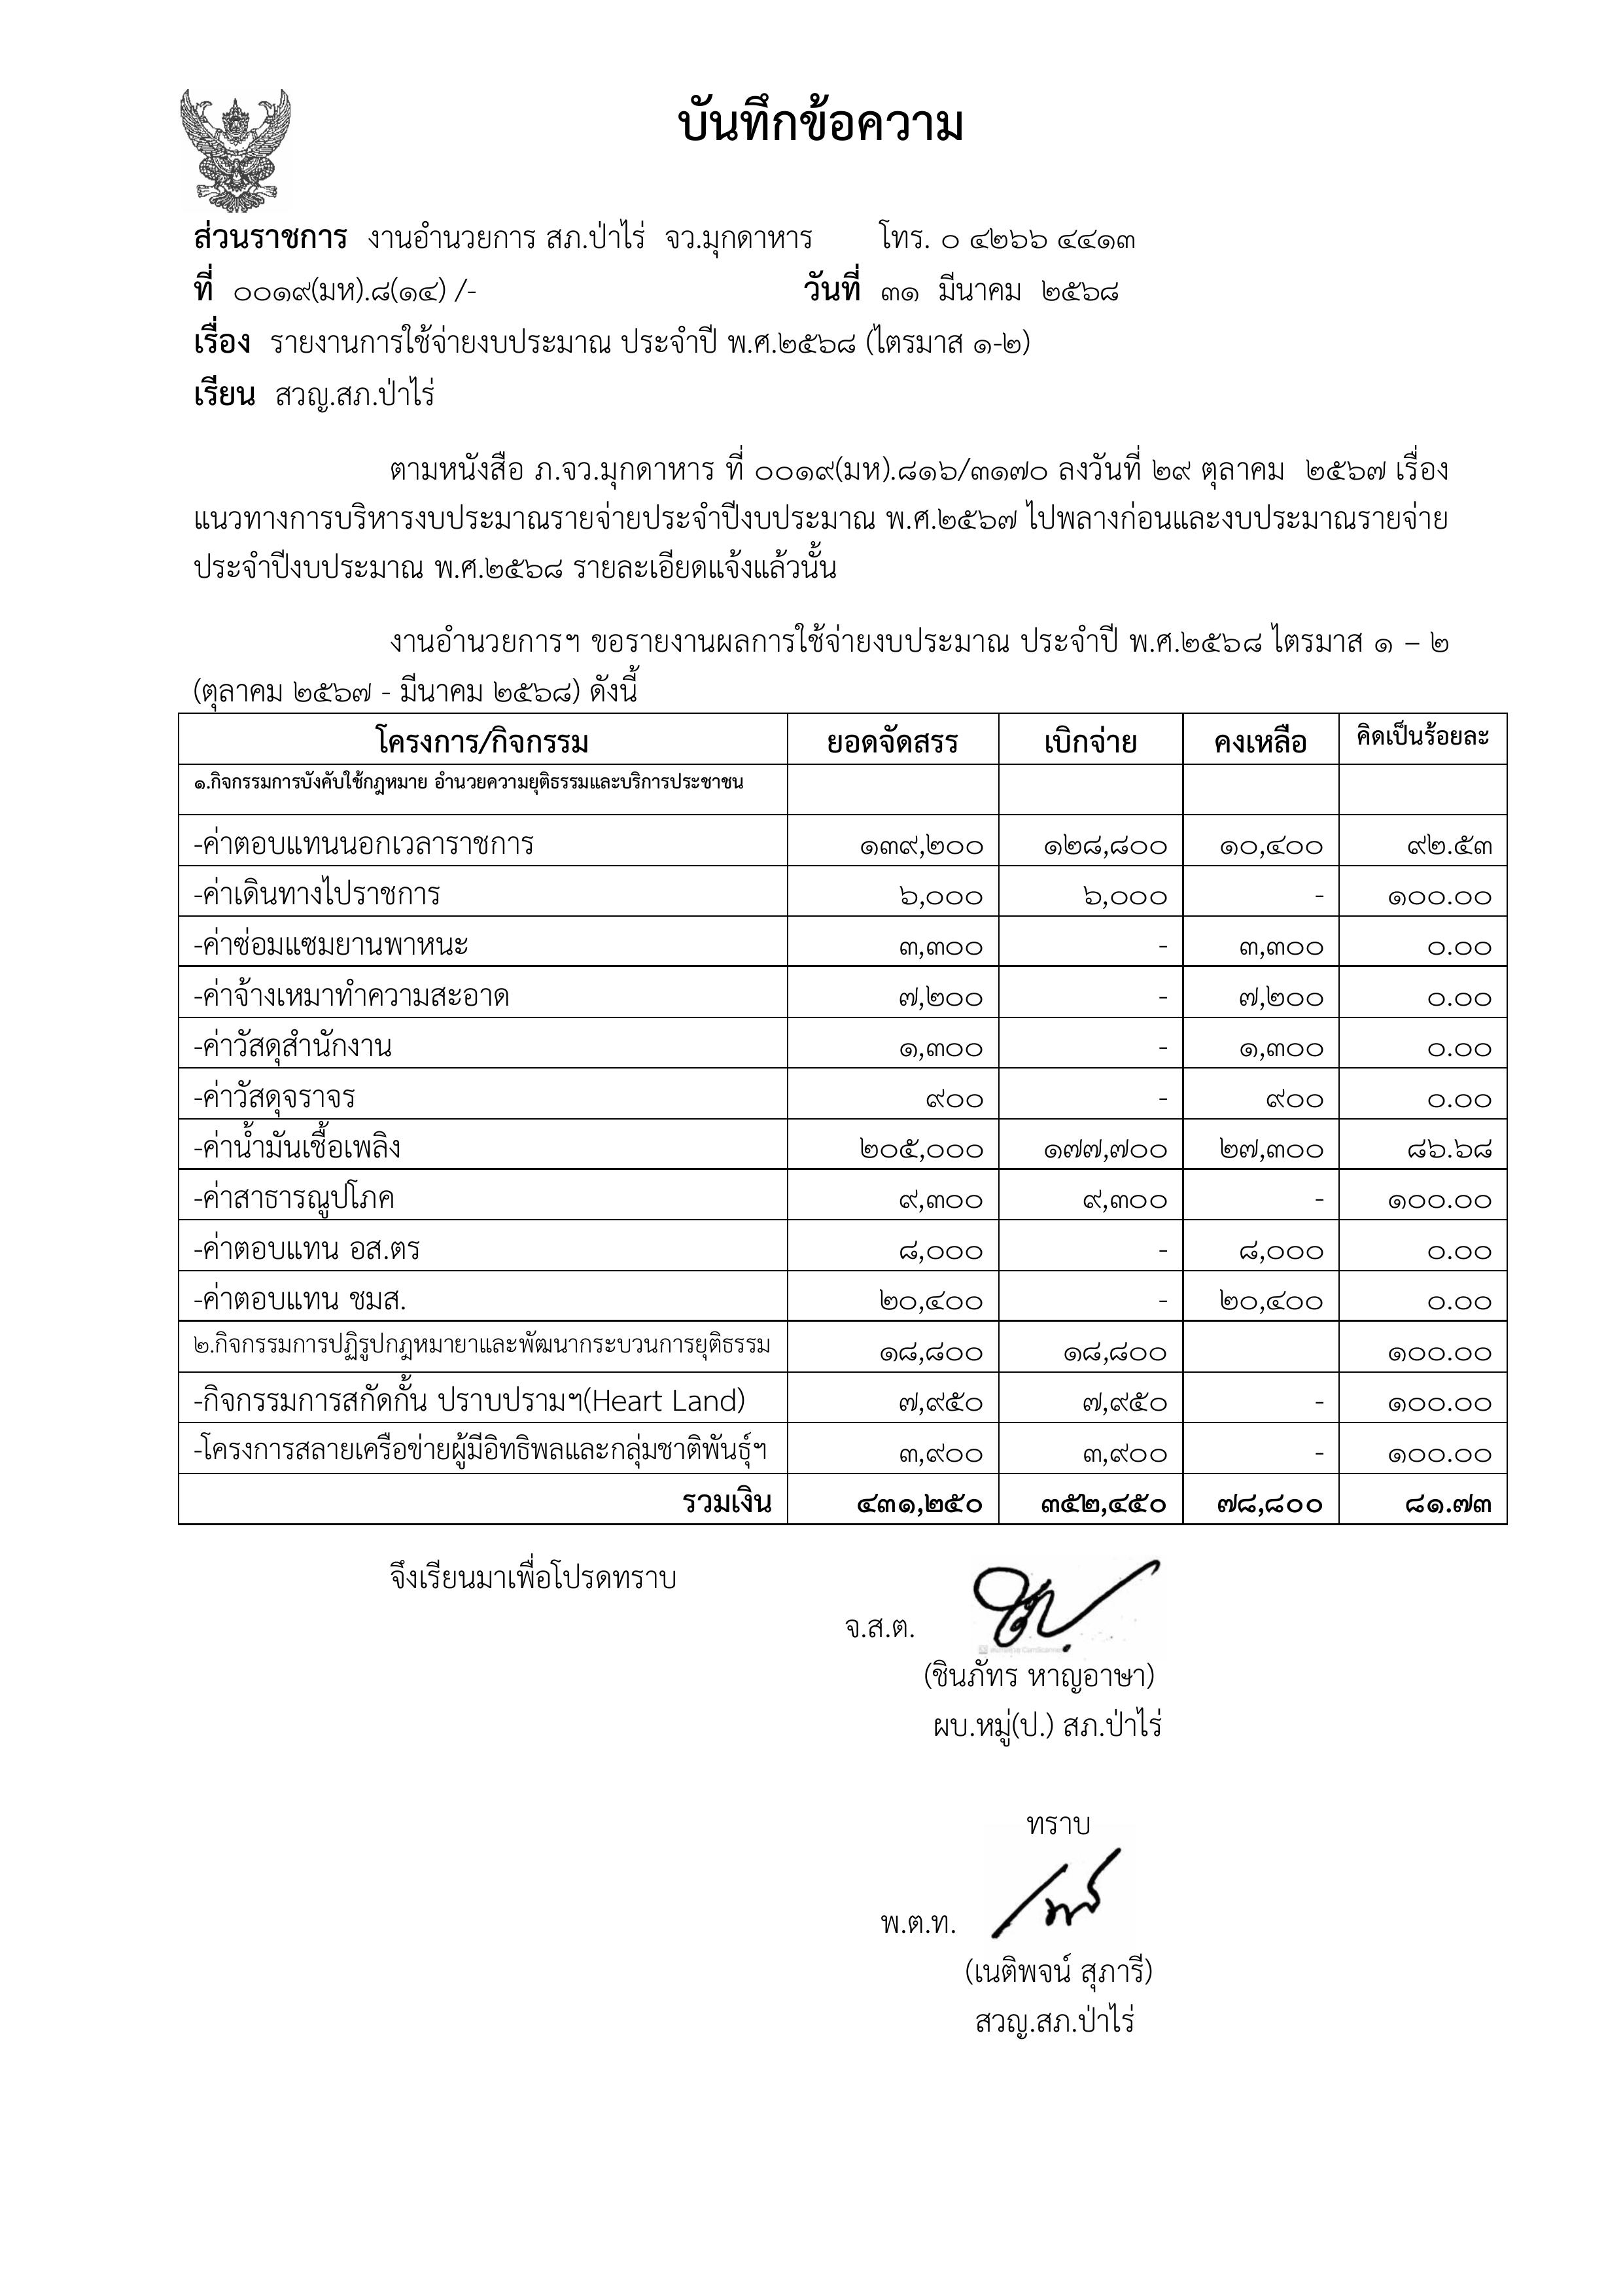 บันทึกข้อความ
ส่วนราชการ งานอำนวยการ สภ.ป่าไร่ จว.มุกดาหาร โทร. ๐ ๔๒๖๖ ๔๔๑๓
ที่ ๐๐๑๙(มห).๘(๑๔) /- วันที่ ๓๑ มีนาคม ๒๕๖๘
เรื่อง รายงานการใช้จ่ายงบประมาณ ประจำปี พ.ศ.๒๕๖๘ (ไตรมาส ๑-๒)
เรียน สวญ.สภ.ป่าไร่
ตามหนังสือ ภ.จว.มุกดาหาร ที่ ๐๐๑๙(มห).๘๑๖/๓๑๗๐ ลงวันที่ ๒๙ ตุลาคม ๒๕๖๗ เรื่อง
แนวทางการบริหารงบประมาณรายจ่ายประจำปีงบประมาณ พ.ศ.๒๕๖๗ ไปพลางก่อนและงบประมาณรายจ่าย
ประจำปีงบประมาณ พ.ศ.๒๕๖๘ รายละเอียดแจ้งแล้วนั้น
งานอำนวยการฯ ขอรายงานผลการใช้จ่ายงบประมาณ ประจำปี พ.ศ.๒๕๖๘ ไตรมาส ๑ – ๒
(ตุลาคม ๒๕๖๗ - มีนาคม ๒๕๖๘) ดังนี้
โครงการ/กิจกรรม ยอดจัดสรร เบิกจ่าย คงเหลือ คิดเป็นร้อยละ
๑.กิจกรรมการบังคับใช้กฎหมาย อำนวยความยุติธรรมและบริการประชาชน
-ค่าตอบแทนนอกเวลาราชการ ๑๓๙,๒๐๐ ๑๒๘,๘๐๐ ๑๐,๔๐๐ ๙๒.๕๓
-ค่าเดินทางไปราชการ ๖,๐๐๐ ๖,๐๐๐ - ๑๐๐.๐๐
-ค่าซ่อมแซมยานพาหนะ ๓,๓๐๐ - ๓,๓๐๐ ๐.๐๐
-ค่าจ้างเหมาทำความสะอาด ๗,๒๐๐ - ๗,๒๐๐ ๐.๐๐
-ค่าวัสดุสำนักงาน ๑,๓๐๐ - ๑,๓๐๐ ๐.๐๐
-ค่าวัสดุจราจร ๙๐๐ - ๙๐๐ ๐.๐๐
-ค่าน้ำมันเชื้อเพลิง ๒๐๕,๐๐๐ ๑๗๗,๗๐๐ ๒๗,๓๐๐ ๘๖.๖๘
-ค่าสาธารณูปโภค ๙,๓๐๐ ๙,๓๐๐ - ๑๐๐.๐๐
-ค่าตอบแทน อส.ตร ๘,๐๐๐ - ๘,๐๐๐ ๐.๐๐
-ค่าตอบแทน ชมส. ๒๐,๔๐๐ - ๒๐,๔๐๐ ๐.๐๐
๒.กิจกรรมการปฏิรูปกฎหมายาและพัฒนากระบวนการยุติธรรม ๑๘,๘๐๐ ๑๘,๘๐๐ ๑๐๐.๐๐
-กิจกรรมการสกัดกั้น ปราบปรามฯ(Heart Land) ๗,๙๕๐ ๗,๙๕๐ - ๑๐๐.๐๐
-โครงการสลายเครือข่ายผู้มีอิทธิพลและกลุ่มชาติพันธุ์ฯ ๓,๙๐๐ ๓,๙๐๐ - ๑๐๐.๐๐
รวมเงิน ๔๓๑,๒๕๐ ๓๕๒,๔๕๐ ๗๘,๘๐๐ ๘๑.๗๓
จึงเรียนมาเพื่อโปรดทราบ
จ.ส.ต.
(ชินภัทร หาญอาษา)
ผบ.หมู่(ป.) สภ.ป่าไร่
ทราบ
พ.ต.ท.
(เนติพจน์ สุภารี)
สวญ.สภ.ป่าไร่